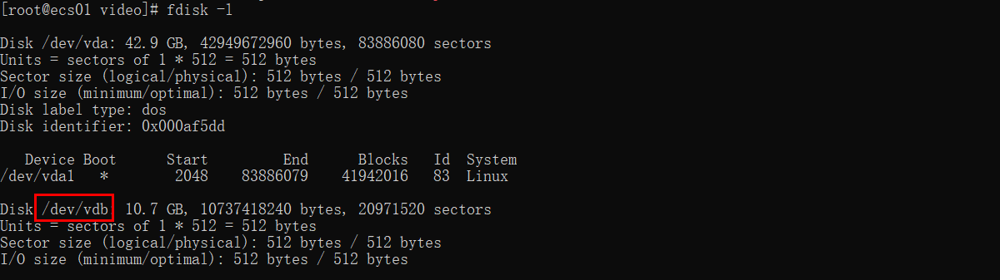 [root@ecs01 video]# fdisk -l
Disk /dev/vda: 42.9 GB, 42949672960 bytes, 83886080 sectors
Units = sectors of 1 * 512 = 512 bytes
Sector size (logical/physical): 512 bytes / 512 bytes
I/O size (minimum/optimal): 512 bytes / 512 bytes
Disk label type: dos
Disk identifier: 0x000af5dd
Device Boot      Start         End      Blocks   Id  System
/dev/vda1   *        2048    83886079    41942016   83  Linux
Disk /dev/vdb: 10.7 GB, 10737418240 bytes, 20971520 sectors
Units = sectors of 1 * 512 = 512 bytes
Sector size (logical/physical): 512 bytes / 512 bytes
I/O size (minimum/optimal): 512 bytes / 512 bytes